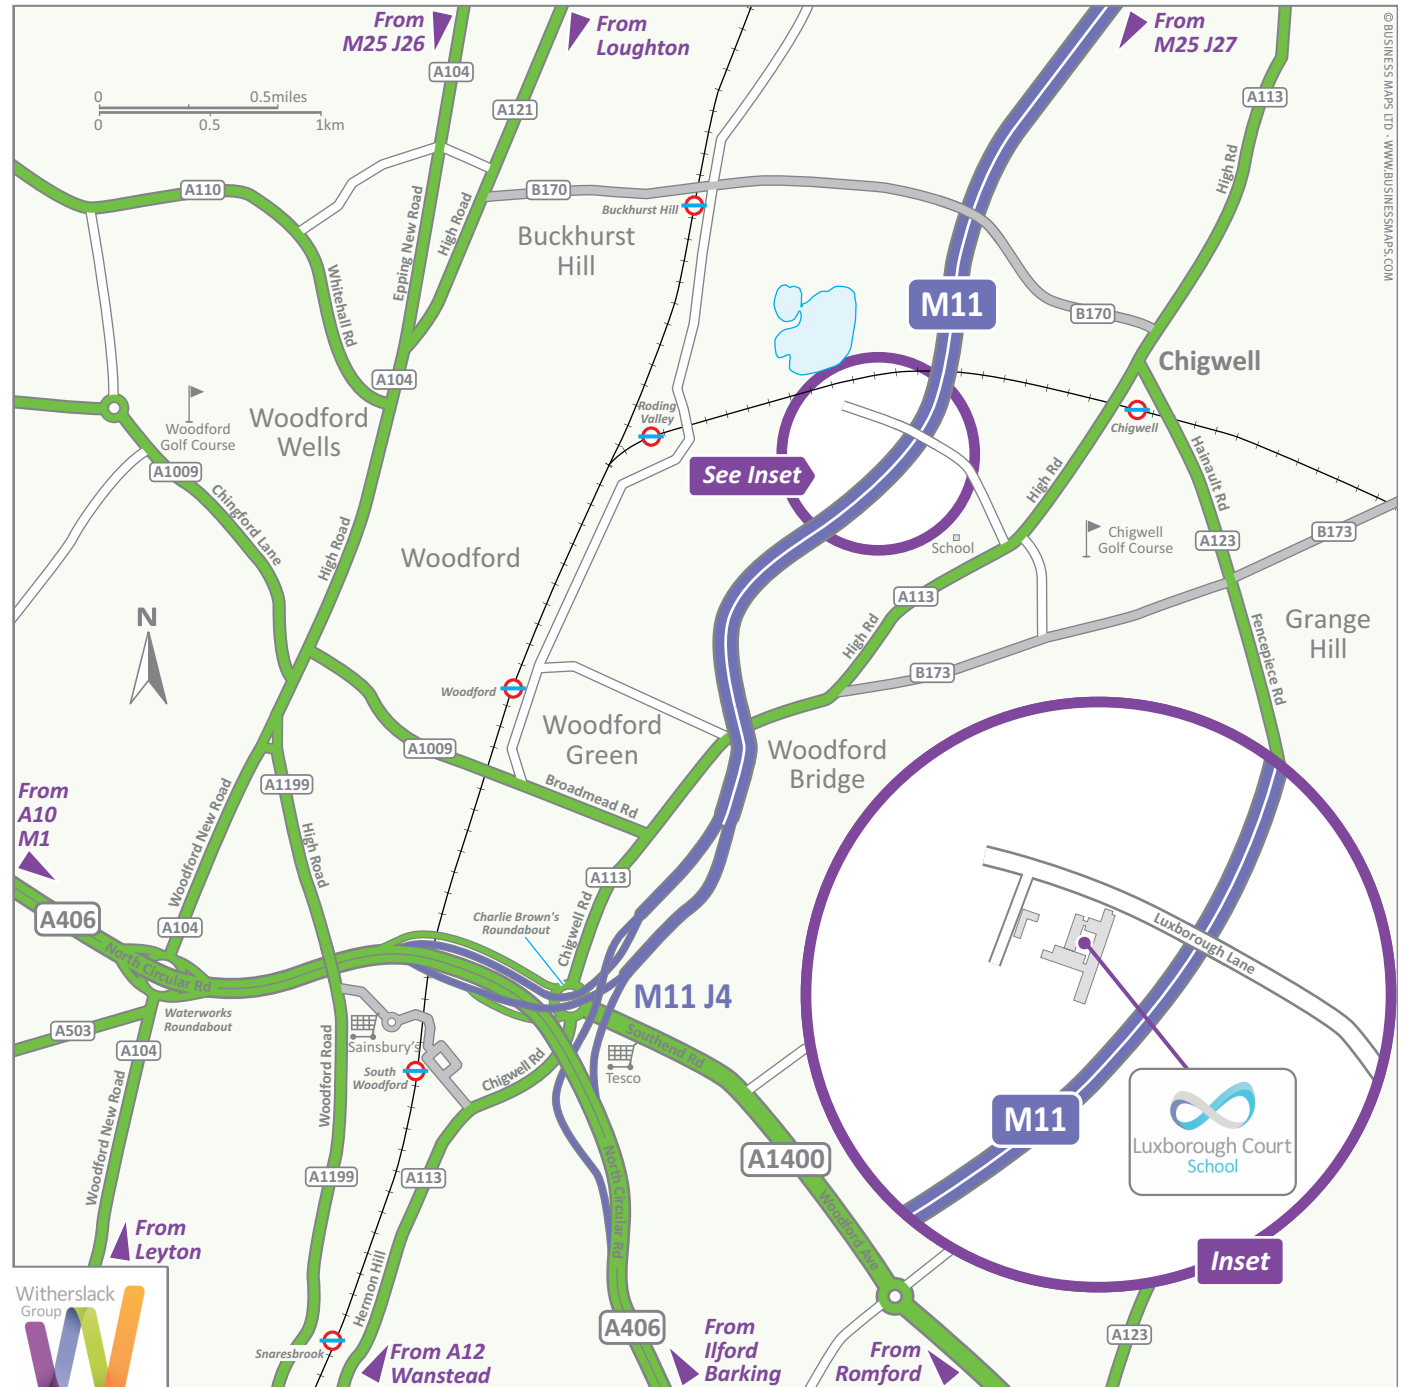 From
M25 J26
From
Loughton
From
M25 J27
© BUSINESS MAPS LTD - WWW.BUSINESSMAPS.COM
0
0.5miles
0
0.5
1km
A104
A121
A113
High Rd
A110
B170
Buckhurst Hill
Buckhurst
Hill
Epping New Road
High Road
Whitehall Rd
M11
B170
Chigwell
A104
Woodford
Golf Course
Woodford
Wells
Roding
Valley
Chigwell
See Inset
High Rd
Hainault Rd
A1009
Chingford Lane
High Road
Woodford
School
Chigwell
Golf Course
A123
B173
A113
N
High Rd
Grange
Hill
Fencepiece Rd
B173
Woodford
Woodford
Green
Woodford
Bridge
A1009
Broadmead Rd
From
A10
M1
A1199
Woodford New Road
High Road
A113
Chigwell Rd
Charlie Brown's
Roundabout
A406
A104
North Circular Rd
Waterworks
Roundabout
M11 J4
Luxborough Lane
A503
A104
Sainsbury's
South
Woodford
Chigwell Rd
Southend Rd
Tesco
Woodford Road
Woodford New Road
M11
Luxborough Court
School
A1400
A1199
A113
North Circular Rd
Woodford Ave
From
Leyton
Inset
Hermon Hill
Witherslack
Group
Snaresbrook
From A12
Wanstead
A406
From
Ilford
Barking
From
Romford
A123